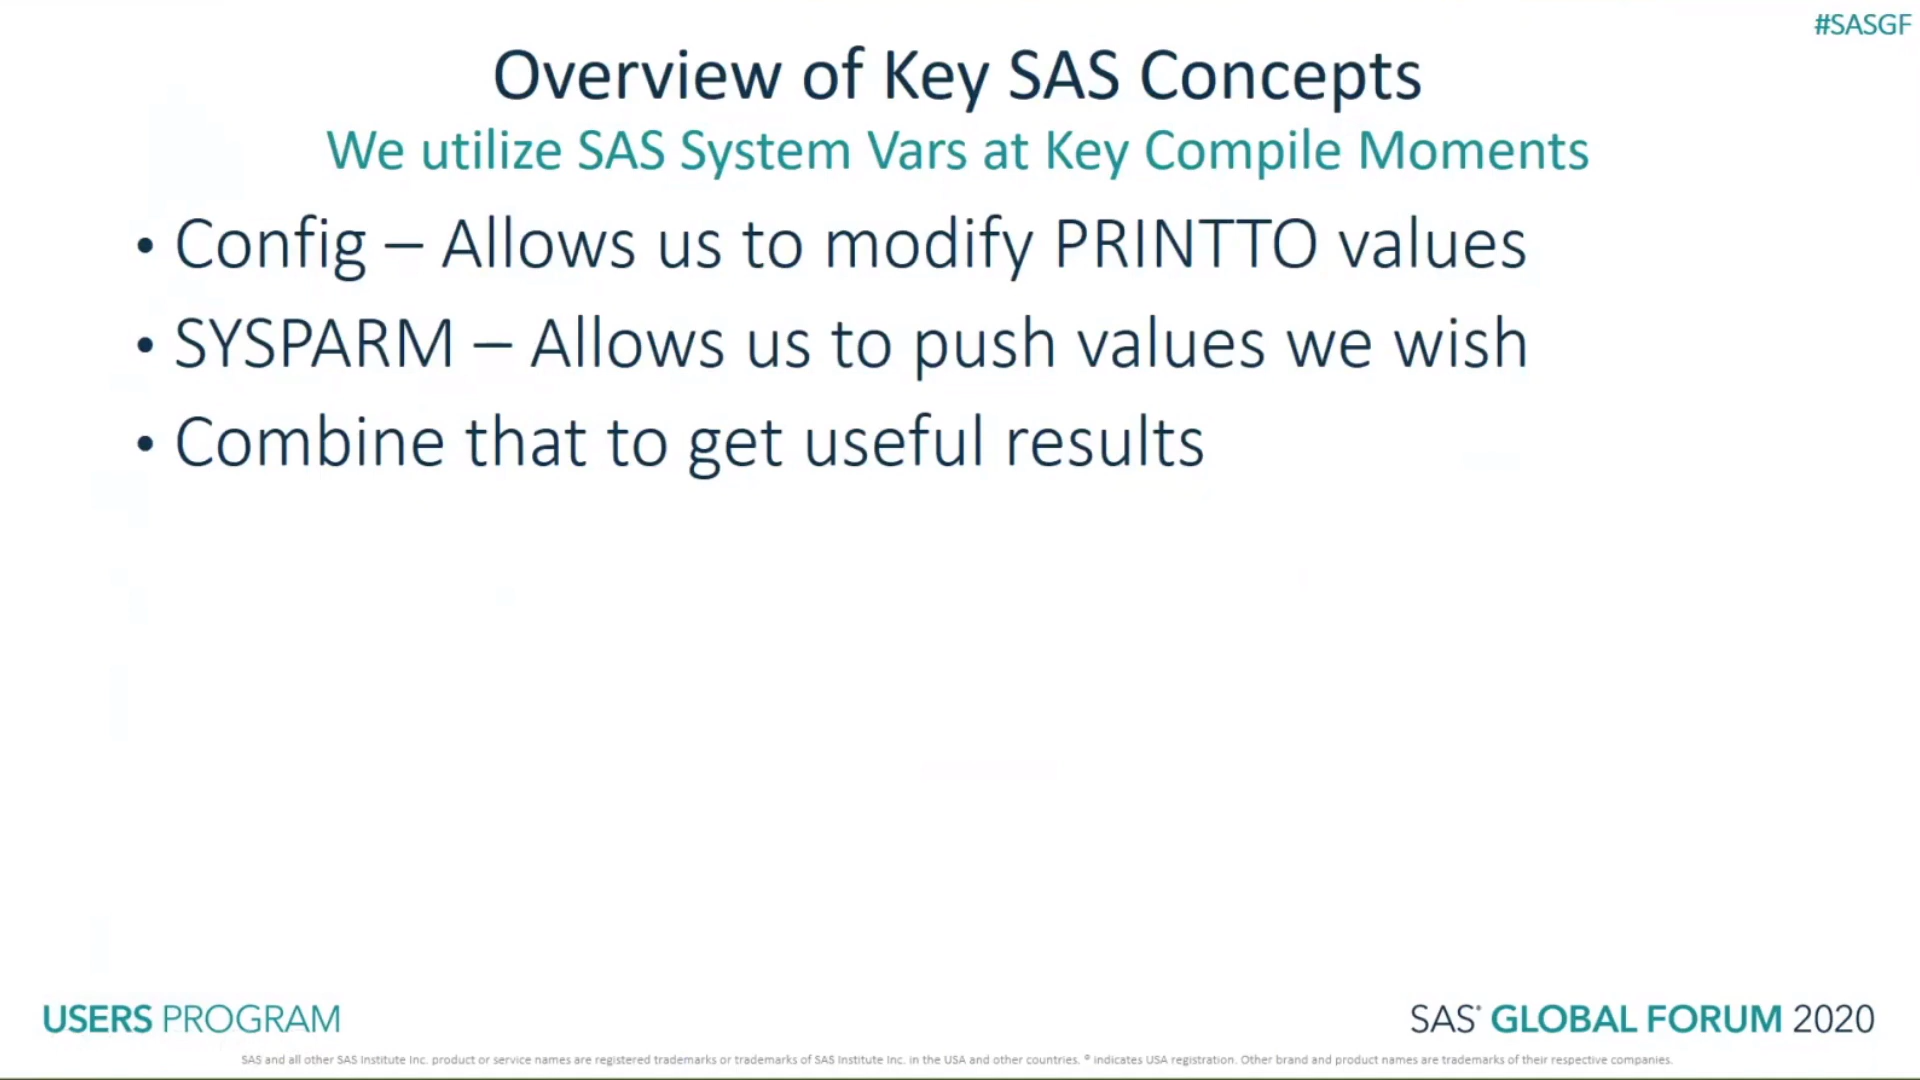 #SASGF
Overview of Key SAS Concepts
We utilize SAS System Vars at Key Compile Moments
• Config – Allows us to modify PRINTTO values
• SYSPARM – Allows us to push values we wish
• Combine that to get useful results
USERS PROGRAM
SAS® GLOBAL FORUM 2020
SAS and all other SAS Institute Inc. product or service names are registered trademarks or trademarks of SAS Institute Inc. in the USA and other countries. ® indicates USA registration. Other brand and product names are trademarks of their respective companies.